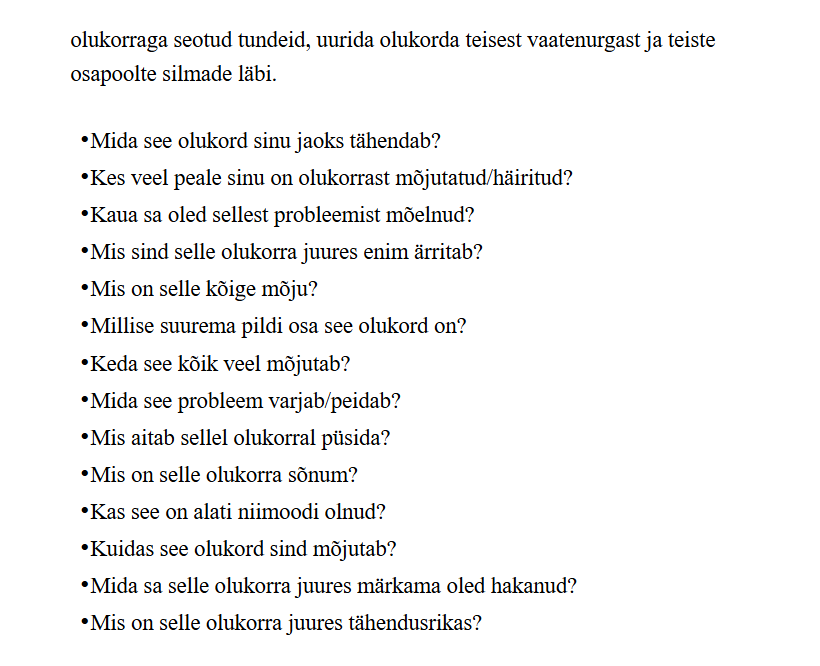 olukorraga seotud tundeid, uurida olukorda teisest vaatenurgast ja teiste
osapoolte silmade läbi.
•Mida see olukord sinu jaoks tähendab?
•Kes veel peale sinu on olukorrast mõjutatud/häiritud?
•Kaua sa oled sellest probleemist mõelnud?
•Mis sind selle olukorra juures enim ärritab?
•Mis on selle kõige mõju?
•Millise suurema pildi osa see olukord on?
•Keda see kõik veel mõjutab?
•Mida see probleem varjab/peidab?
•Mis aitab sellel olukorral püsida?
•Mis on selle olukorra sõnum?
•Kas see on alati niimoodi olnud?
•Kuidas see olukord sind mõjutab?
•Mida sa selle olukorra juures märkama oled hakanud?
•Mis on selle olukorra juures tähendusrikas?